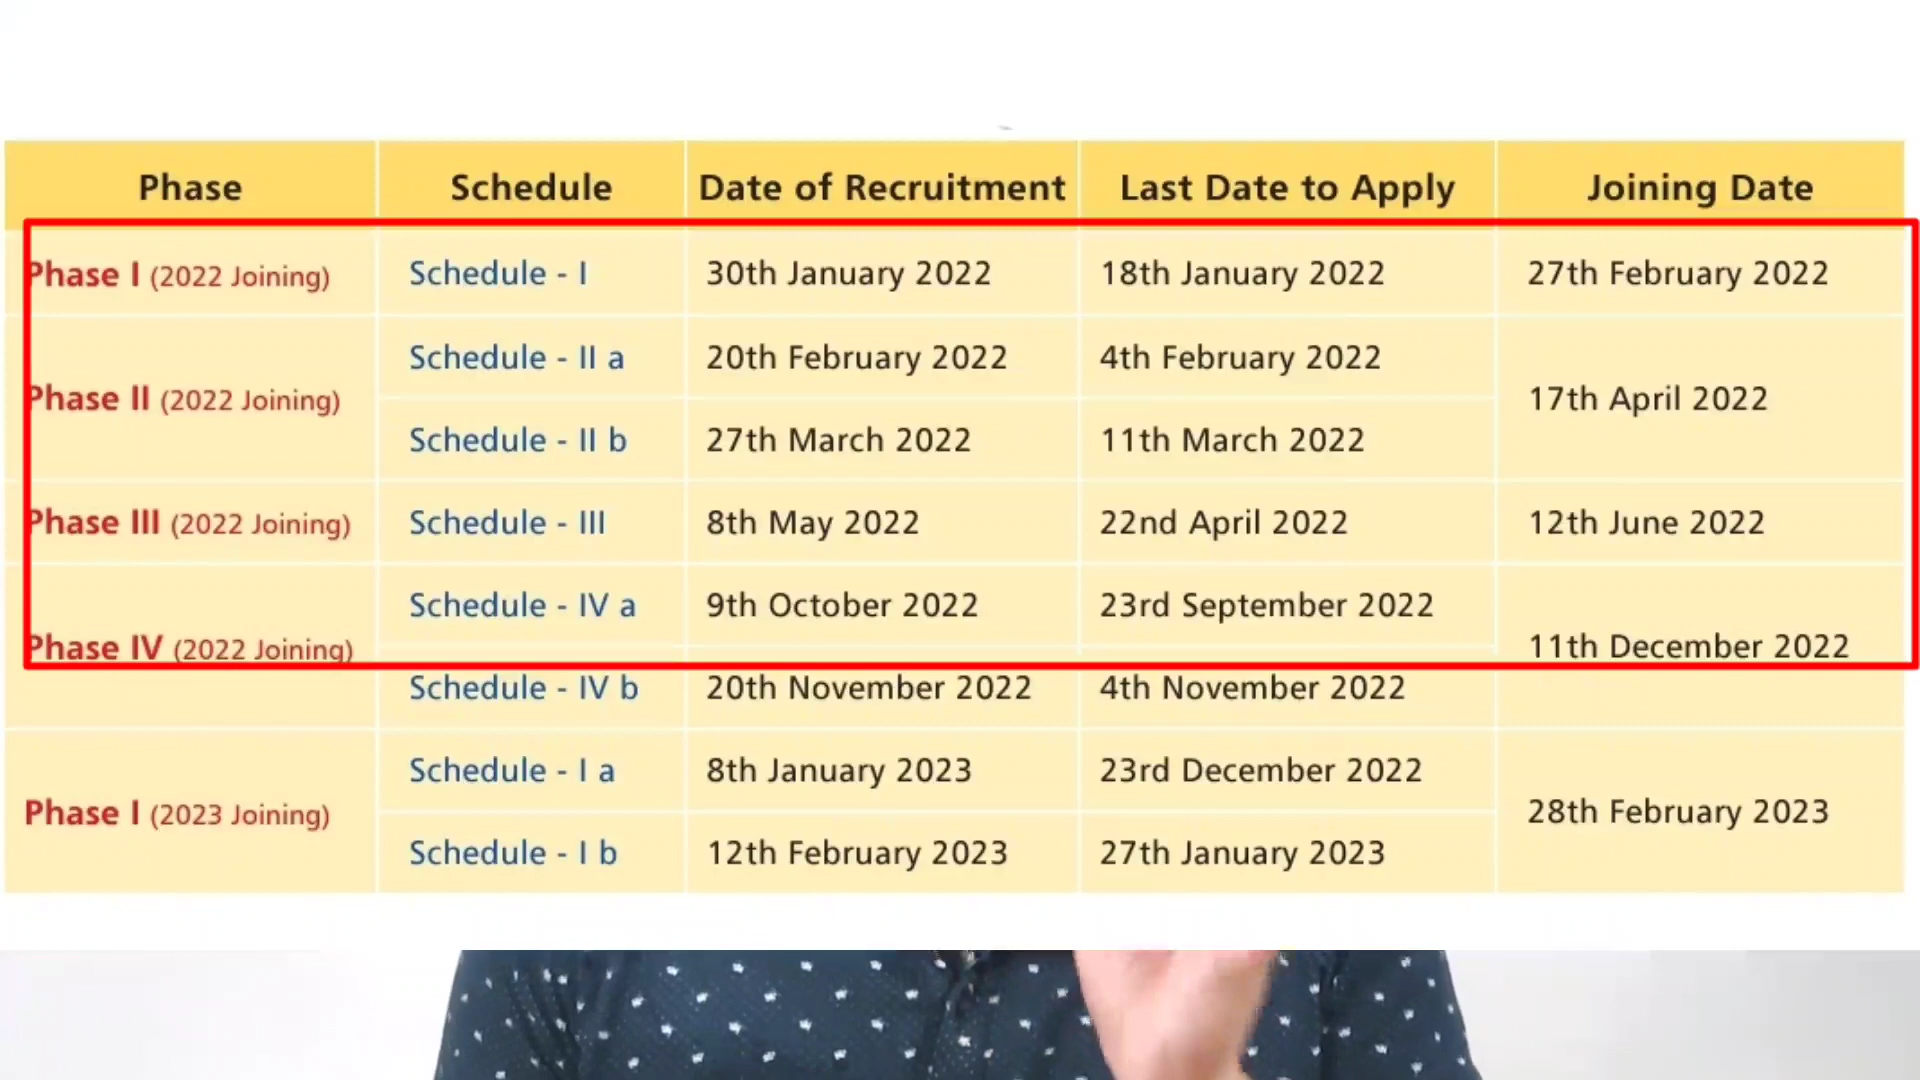 Phase Schedule Date of Recruitment Last Date to Apply Joining Date
Phase I (2022 Joining) Schedule - I 30th January 2022 18th January 2022 27th February 2022
Phase II (2022 Joining) Schedule - II a 20th February 2022 4th February 2022 17th April 2022
Schedule - II b 27th March 2022 11th March 2022
Phase III (2022 Joining) Schedule - III 8th May 2022 22nd April 2022 12th June 2022
Phase IV (2022 Joining) Schedule - IV a 9th October 2022 23rd September 2022 11th December 2022
Schedule - IV b 20th November 2022 4th November 2022
Phase I (2023 Joining) Schedule - I a 8th January 2023 23rd December 2022 28th February 2023
Schedule - I b 12th February 2023 27th January 2023